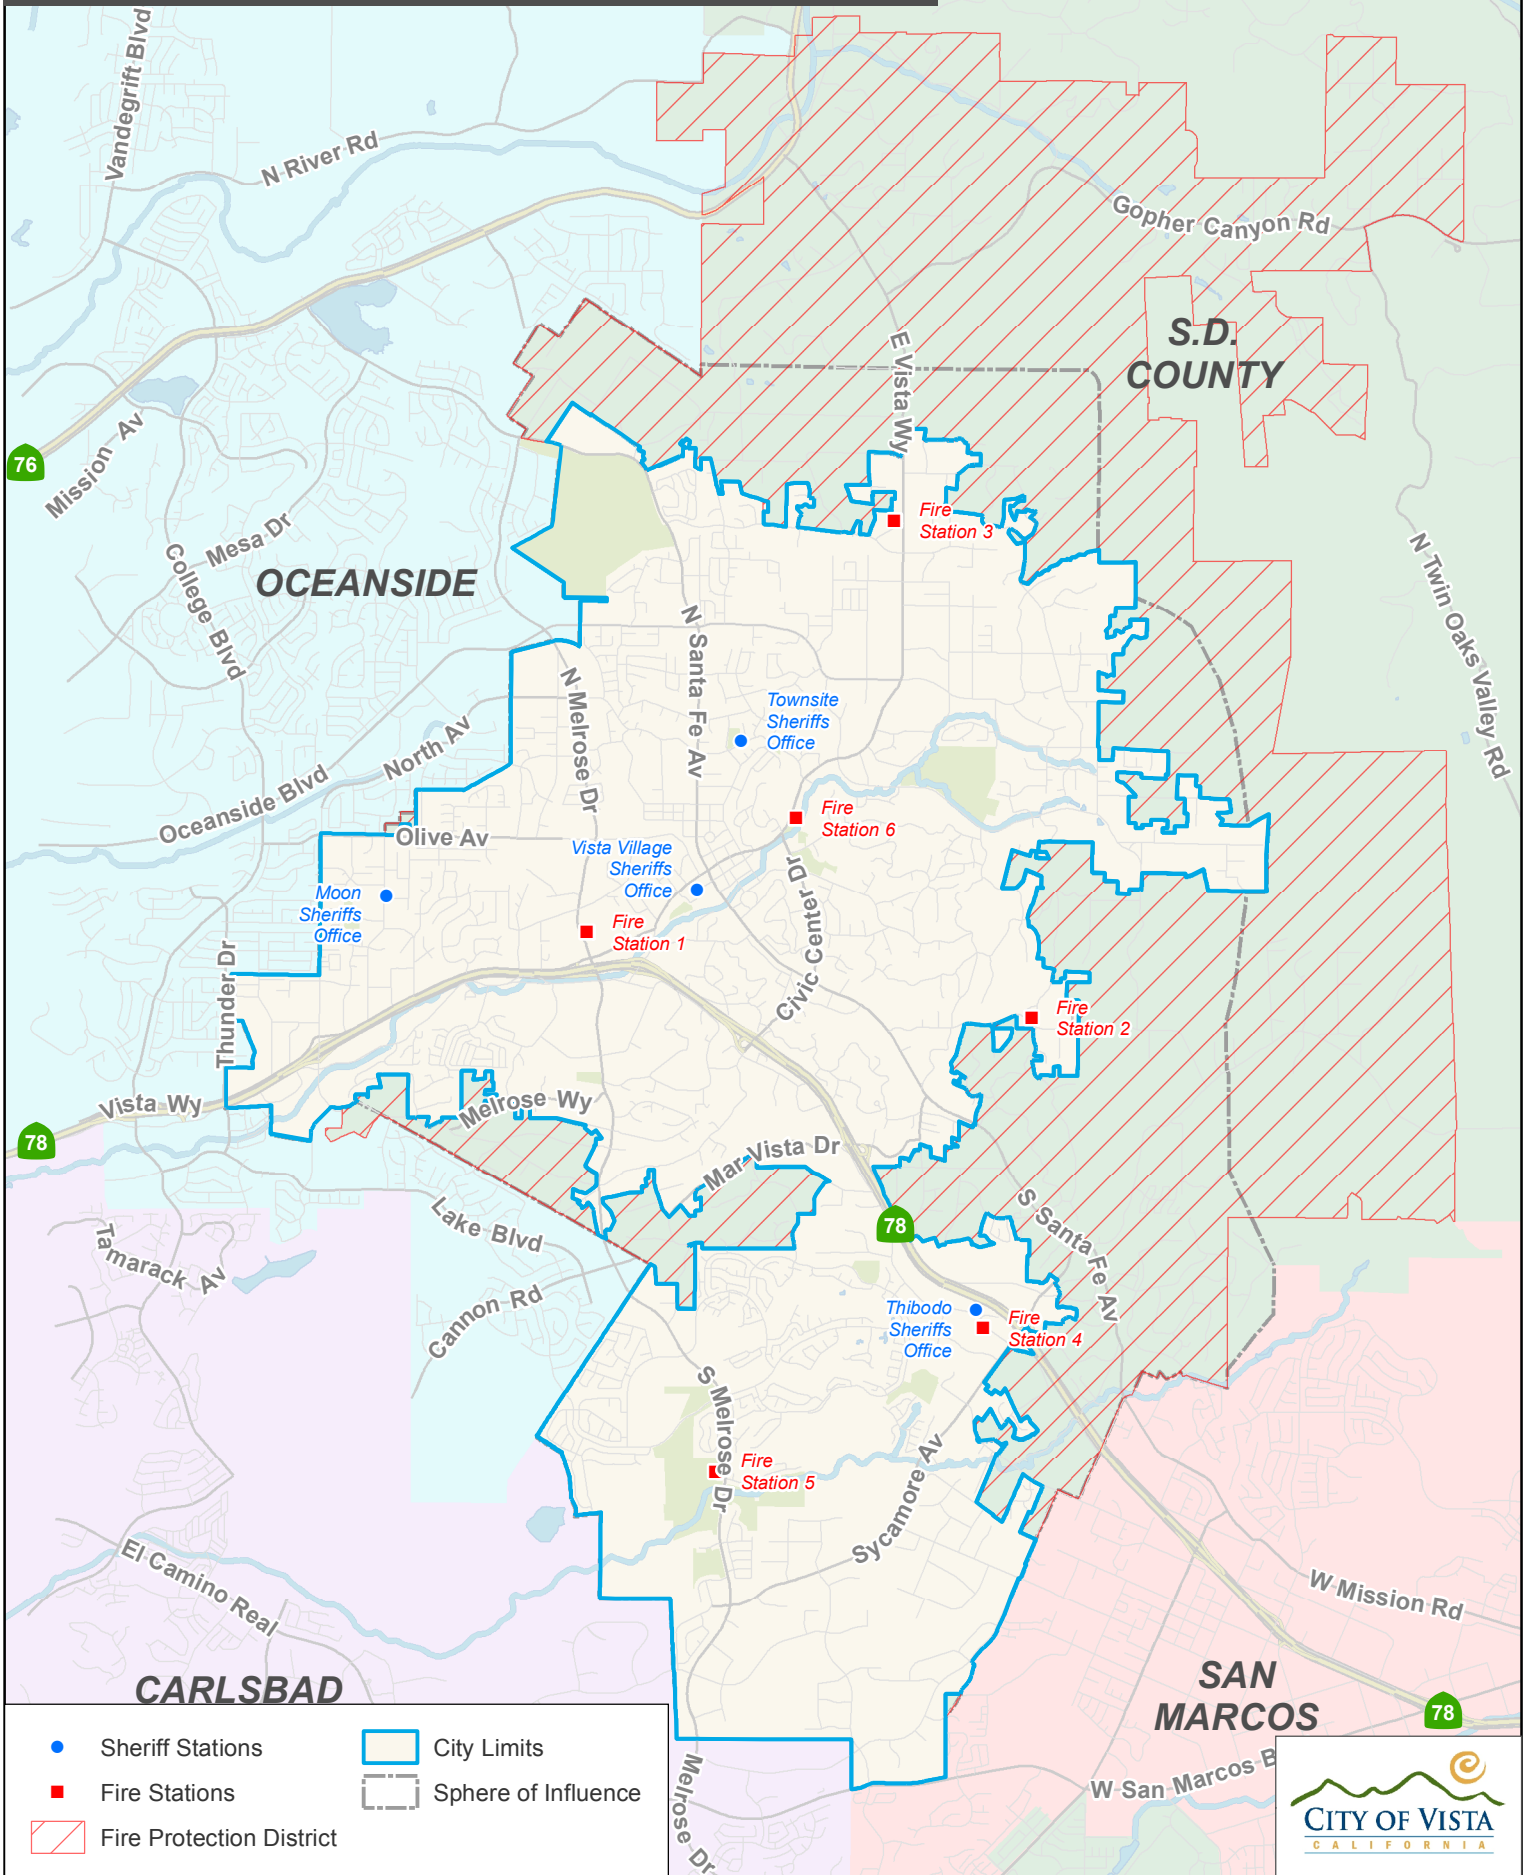 Vandegrift Blvd
N River Rd
Gopher Canyon Rd
S.D.
COUNTY
E Vista Wy
76
Mission Av
Mesa Dr
College Blvd
OCEANSIDE
Fire
Station 3
N Twin Oaks Valley Rd
N Santa Fe Av
N Melrose Dr
Townsite
Sheriffs
Office
North Av
Oceanside Blvd
Olive Av
Fire
Station 6
Vista Village
Sheriffs
Office
Moon
Sheriffs
Office
Fire
Station 1
Civic Center Dr
Thunder Dr
Fire
Station 2
Vista Wy
78
Melrose Wy
Mar Vista Dr
78
S Santa Fe Av
Lake Blvd
Tamarack Av
Cannon Rd
Thibodo
Sheriffs
Office
Fire
Station 4
S Melrose Dr
Fire
Station 5
Sycamore Av
El Camino Real
W Mission Rd
CARLSBAD
SAN
MARCOS
78
W San Marcos B
Melrose Dr
Sheriff Stations
City Limits
Fire Stations
Sphere of Influence
Fire Protection District
CITY OF VISTA
CALIFORNIA